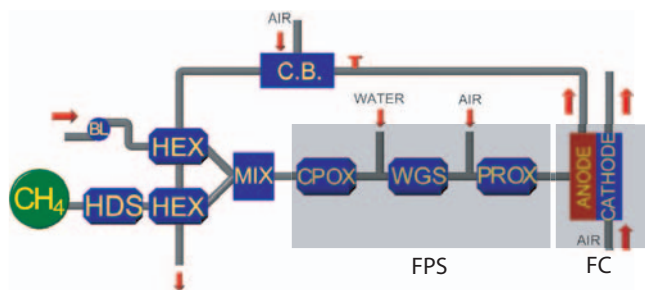 AIR
C.B.
WATER
AIR
BL
HEX
MIX
CPOX
WGS
PROX
ANODE
CATHODE
CH4
HDS
HEX
AIR
FPS
FC